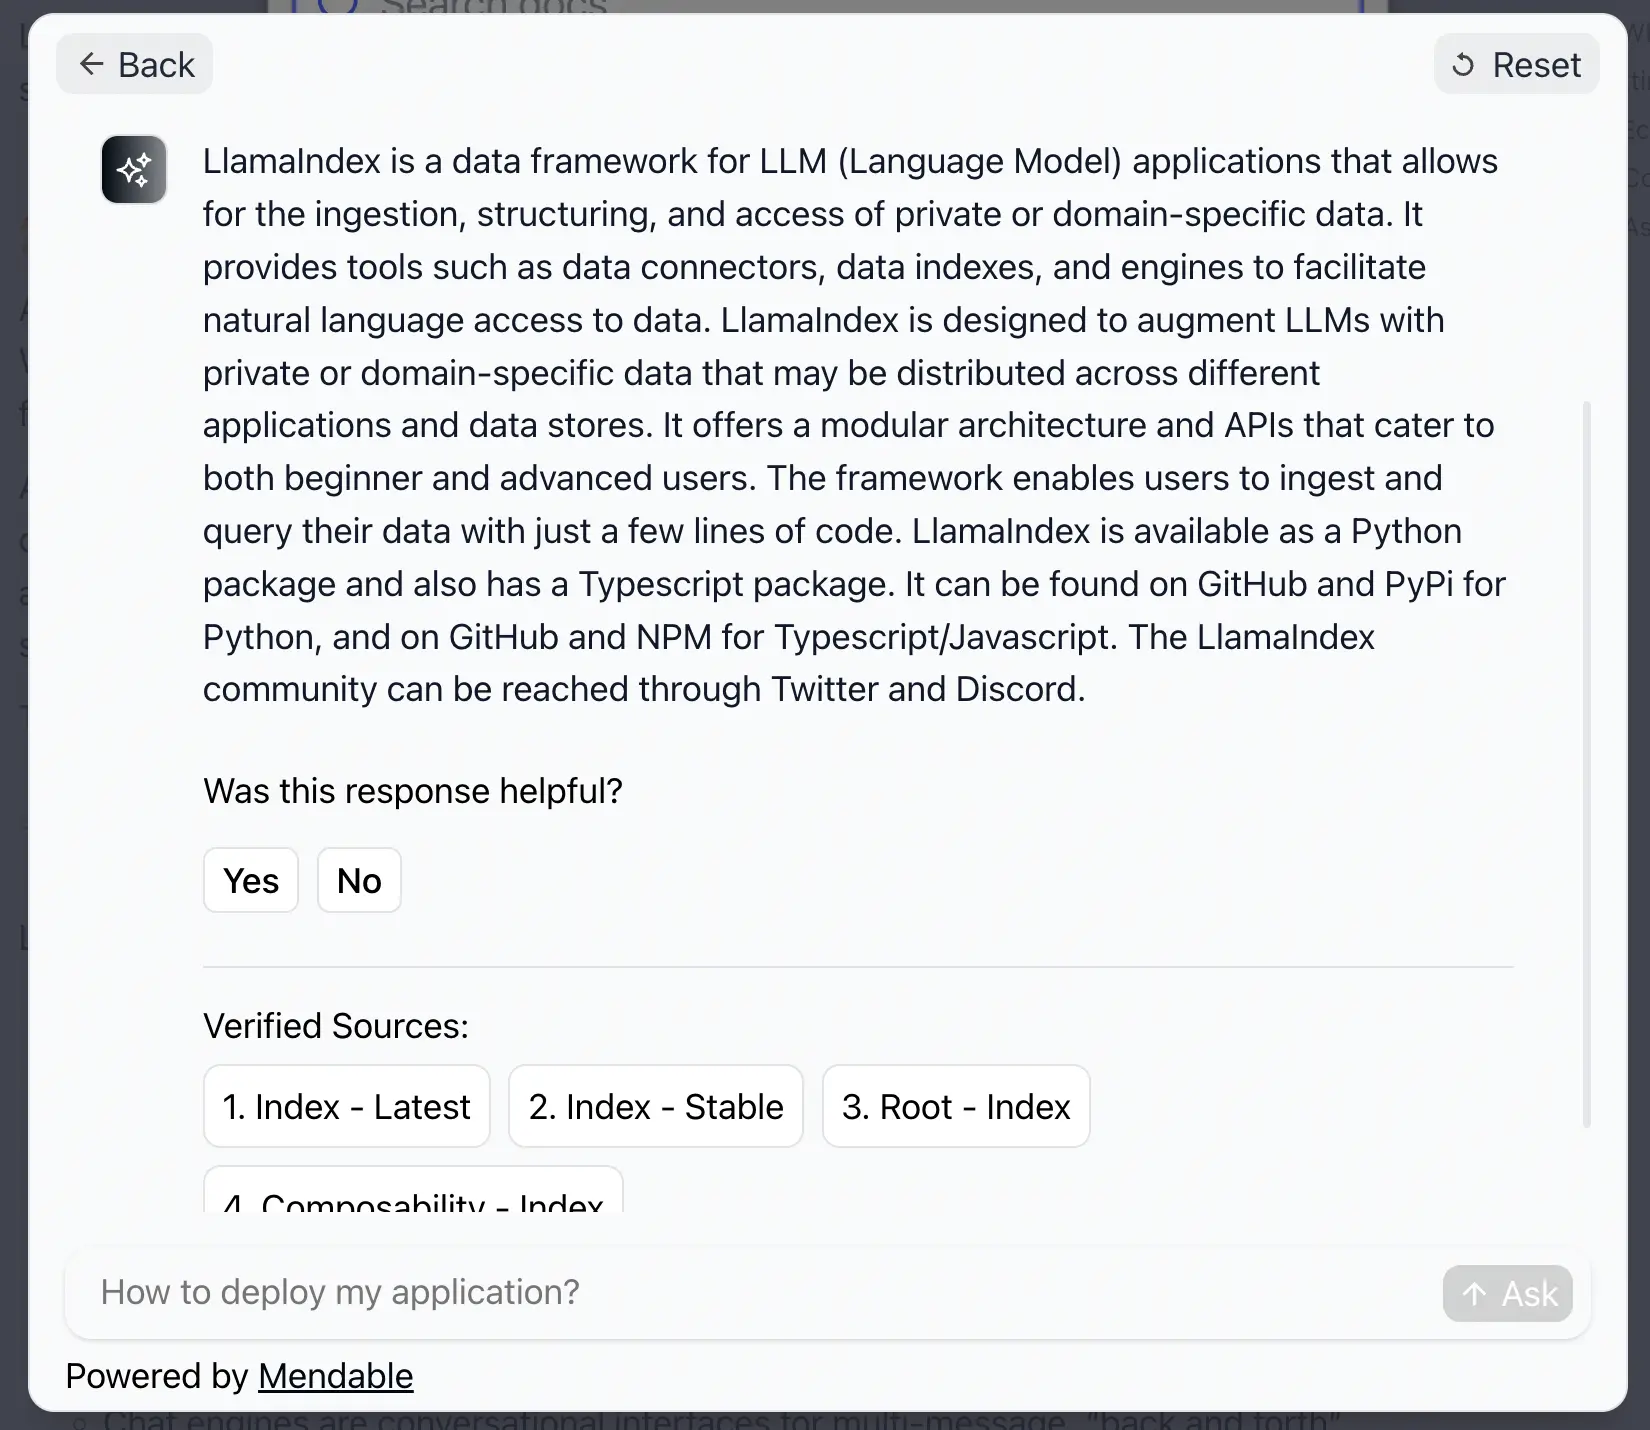 Search docs
Back
Reset
LlamaIndex is a data framework for LLM (Language Model) applications that allows
for the ingestion, structuring, and access of private or domain-specific data. It
provides tools such as data connectors, data indexes, and engines to facilitate
natural language access to data. LlamaIndex is designed to augment LLMs with
private or domain-specific data that may be distributed across different
applications and data stores. It offers a modular architecture and APIs that cater to
both beginner and advanced users. The framework enables users to ingest and
query their data with just a few lines of code. LlamaIndex is available as a Python
package and also has a Typescript package. It can be found on GitHub and PyPi for
Python, and on GitHub and NPM for Typescript/Javascript. The LlamaIndex
community can be reached through Twitter and Discord.
Was this response helpful?
Yes No
Verified Sources:
1. Index - Latest 2. Index - Stable 3. Root - Index
4. Composability - Index
How to deploy my application?
Ask
Powered by Mendable
Chat engines are conversational interfaces for multi-message, "back and forth"